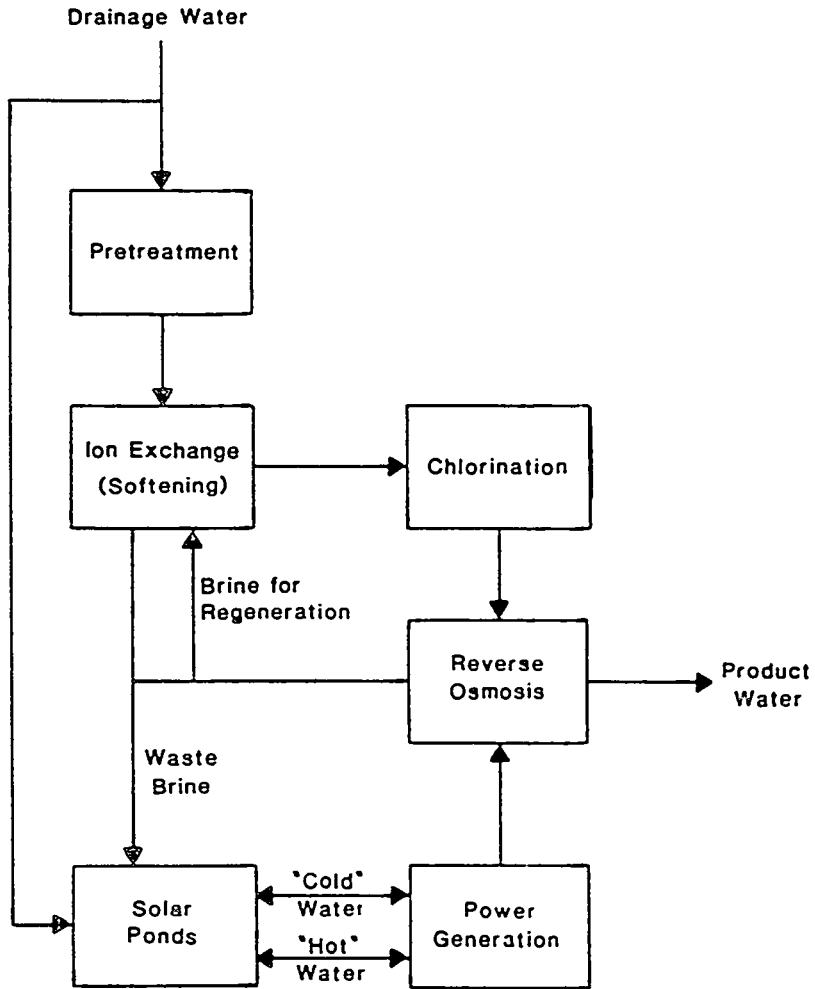 Drainage Water
Pretreatment
Ion Exchange
(Softening)
Chlorination
Brine for
Regeneration
Reverse
Osmosis
Product
Water
Waste
Brine
Solar
Ponds
"Cold"
Water
"Hot"
Water
Power
Generation